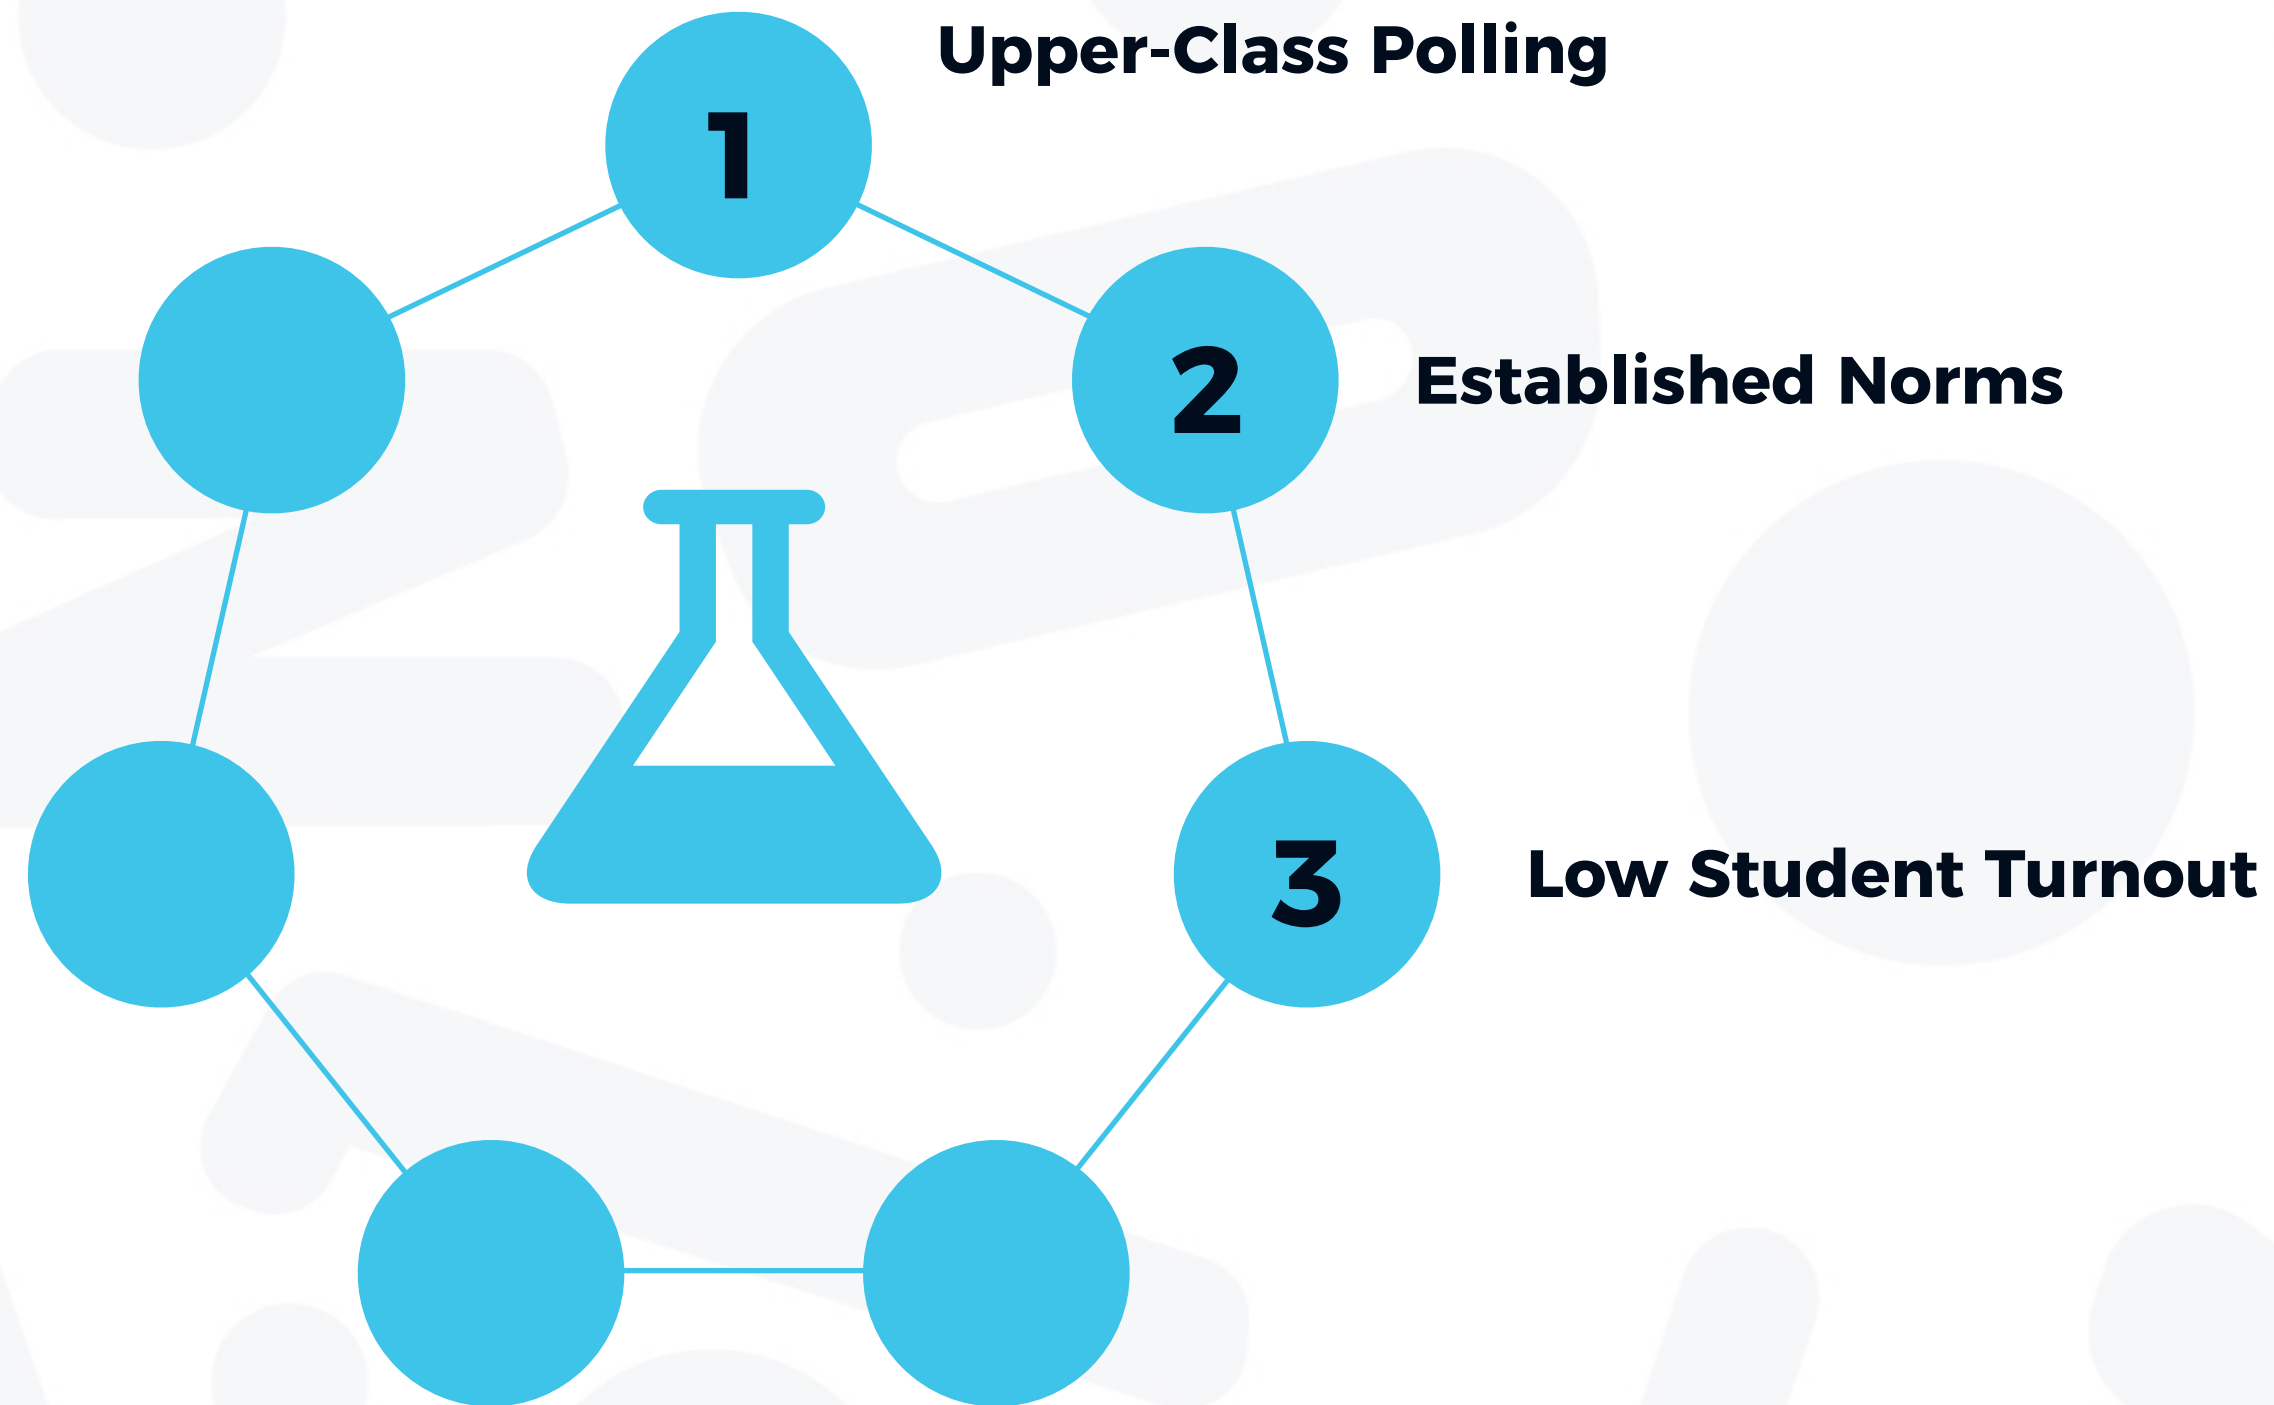 Upper-Class Polling
1
2
Established Norms
3
Low Student Turnout